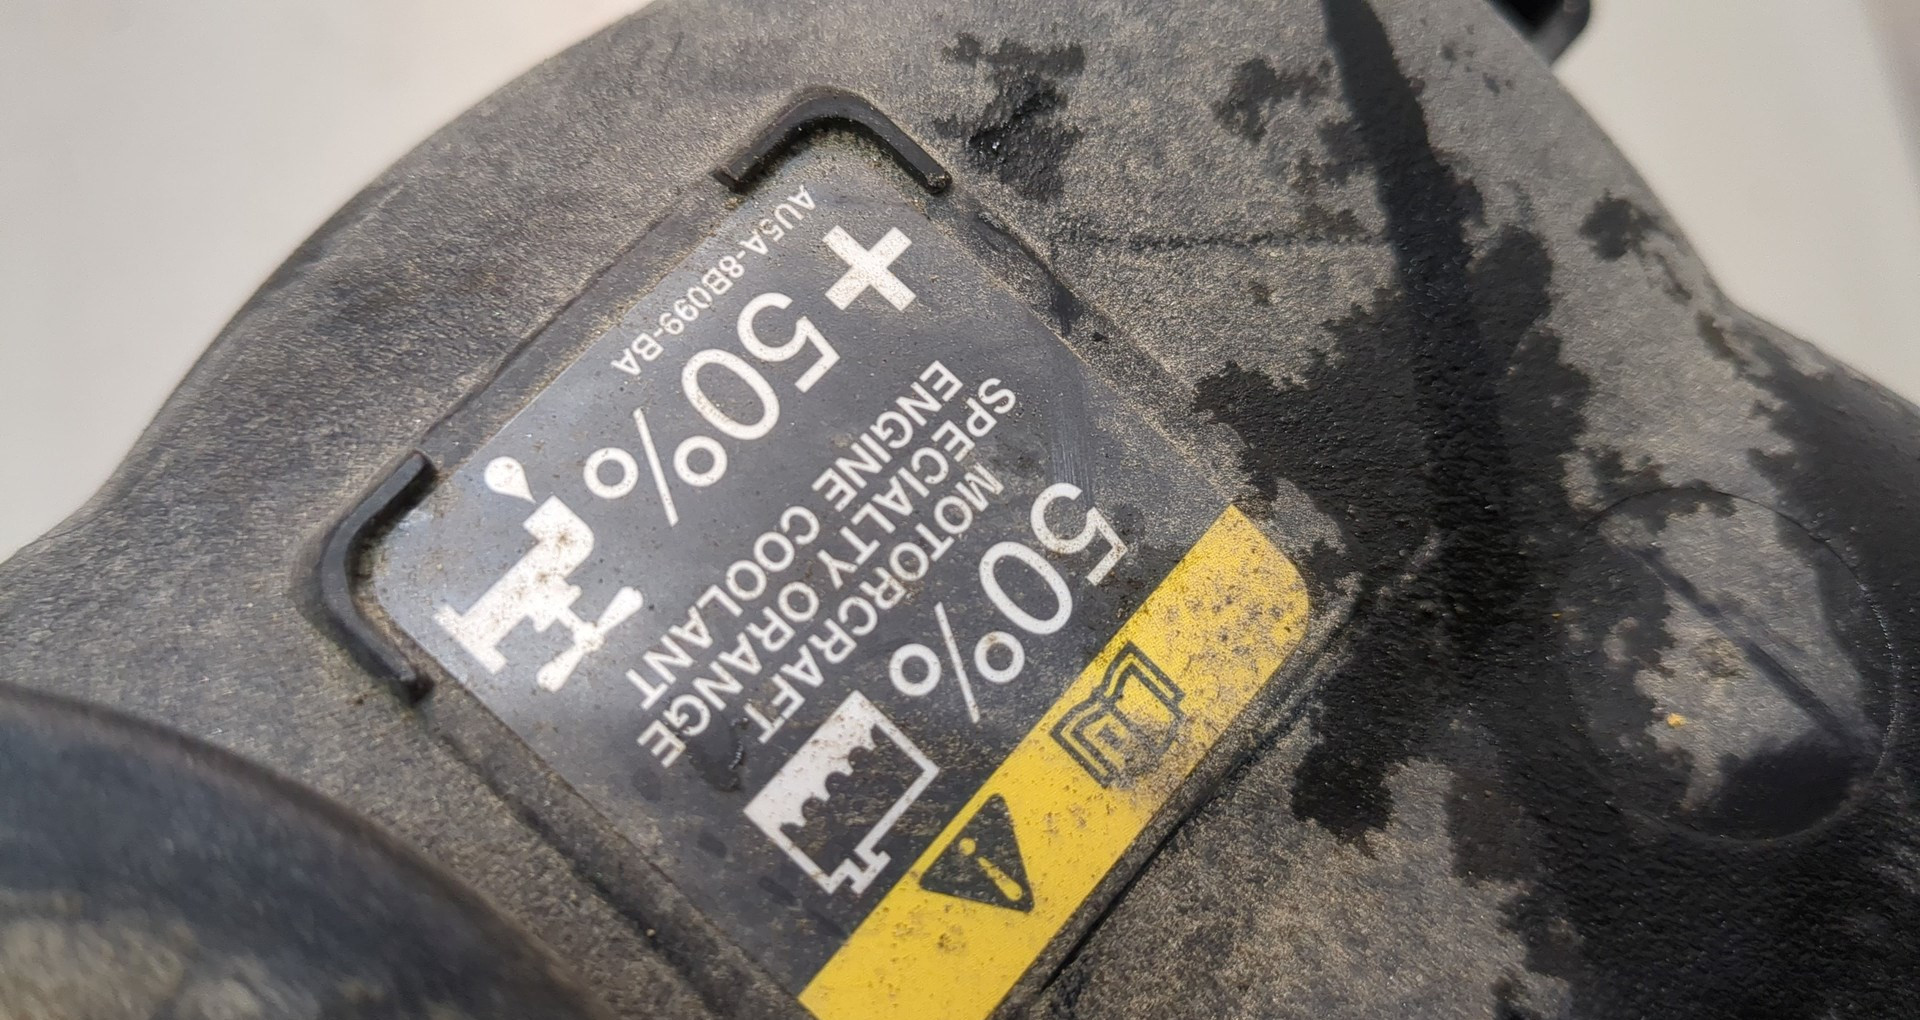 50%
MOTORCRAFT
SPECIALTY ORANGE
ENGINE COOLANT
+ 50%
AU5A-8B099-BA